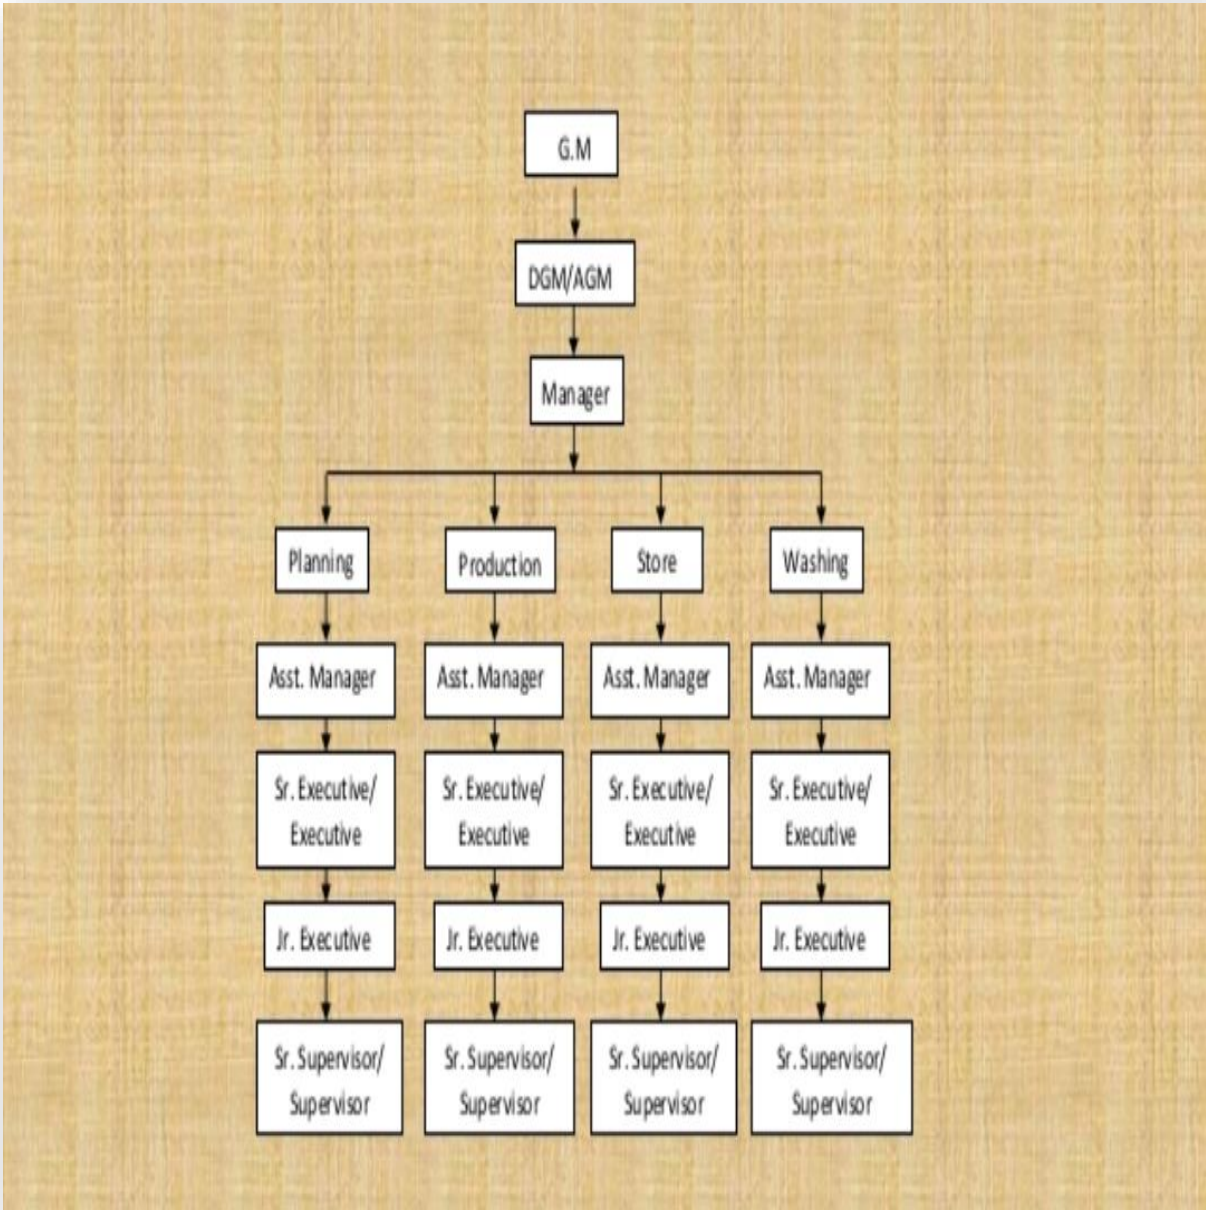 G.M
DGM/AGM
Manager
Planning
Production
Store
Washing
Asst. Manager
Asst. Manager
Asst. Manager
Asst. Manager
Sr. Executive/
Executive
Sr. Executive/
Executive
Sr. Executive/
Executive
Sr. Executive/
Executive
Jr. Executive
Jr. Executive
Jr. Executive
Jr. Executive
Sr. Supervisor/
Supervisor
Sr. Supervisor/
Supervisor
Sr. Supervisor/
Supervisor
Sr. Supervisor/
Supervisor